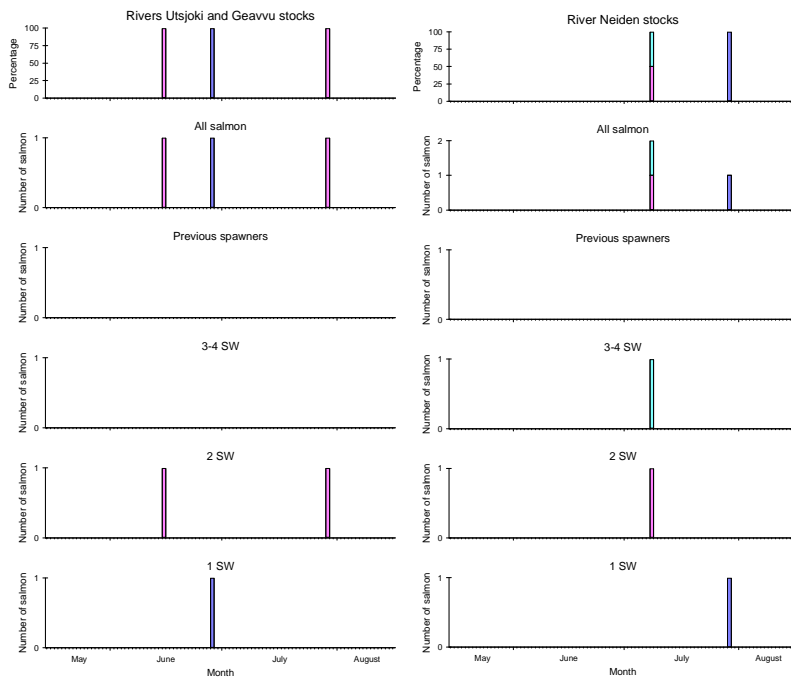 Rivers Utsjoki and Geavvu stocks
Percentage
100
75
50
25
0
All salmon
Number of salmon
1
0
Previous spawners
Number of salmon
1
0
3-4 SW
Number of salmon
1
0
2 SW
Number of salmon
1
0
1 SW
Number of salmon
1
0
May June July August
Month
River Neiden stocks
Percentage
100
75
50
25
0
All salmon
Number of salmon
2
1
0
Previous spawners
Number of salmon
1
0
3-4 SW
Number of salmon
1
0
2 SW
Number of salmon
1
0
1 SW
Number of salmon
1
0
May June July August
Month